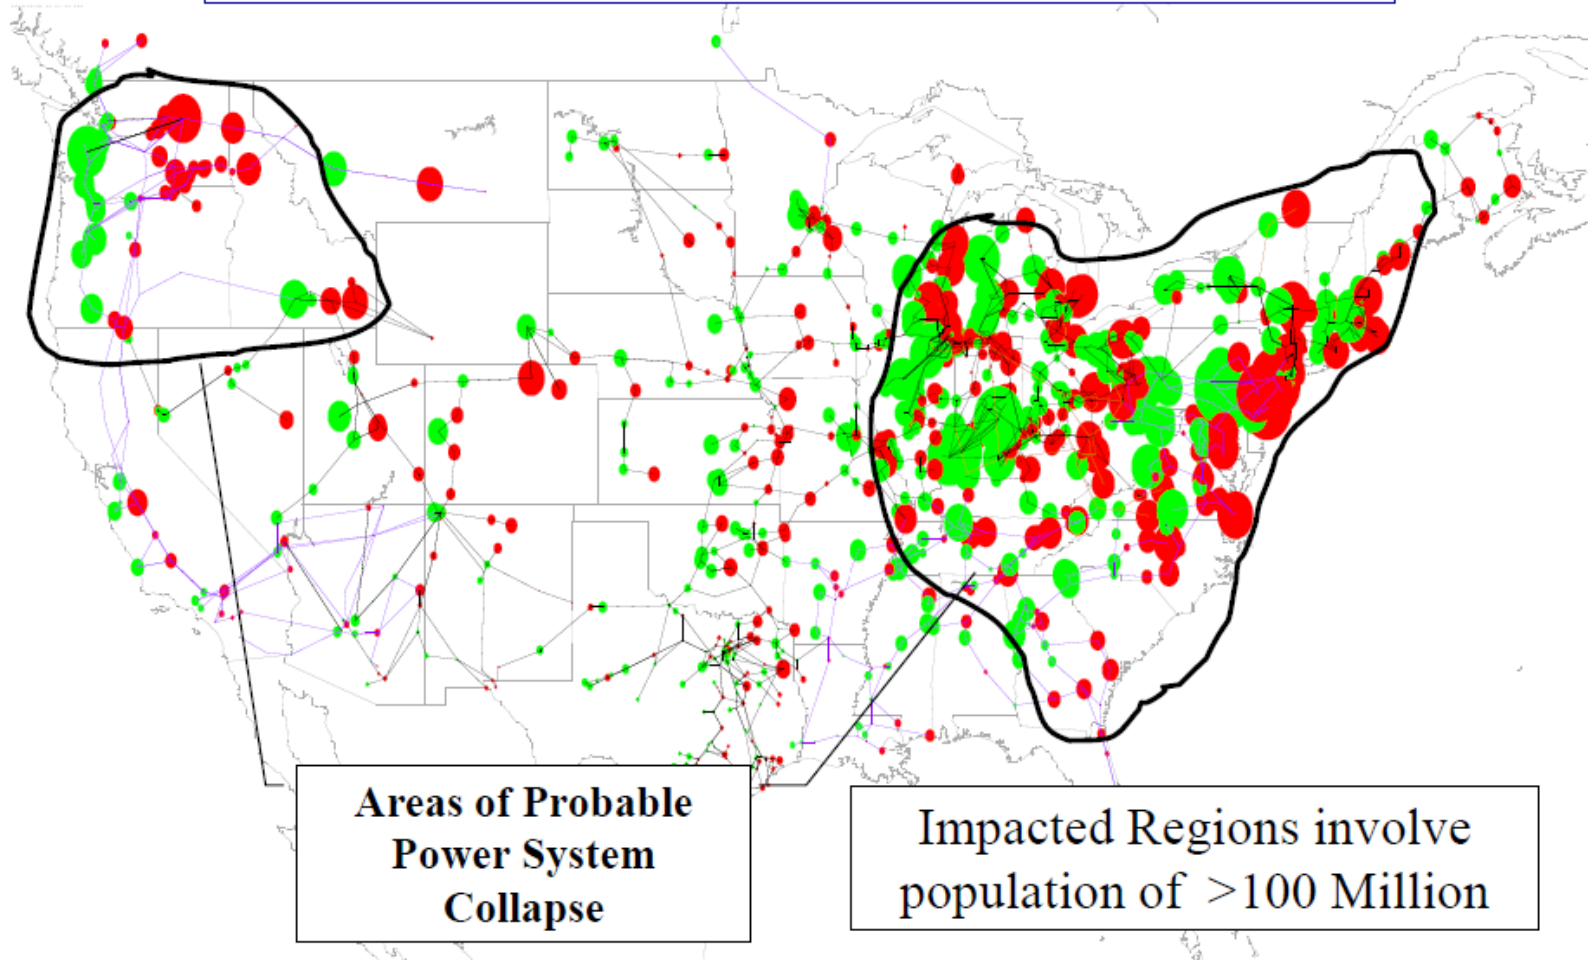 Areas of Probable
Power System
Collapse
Impacted Regions involve
population of >100 Million